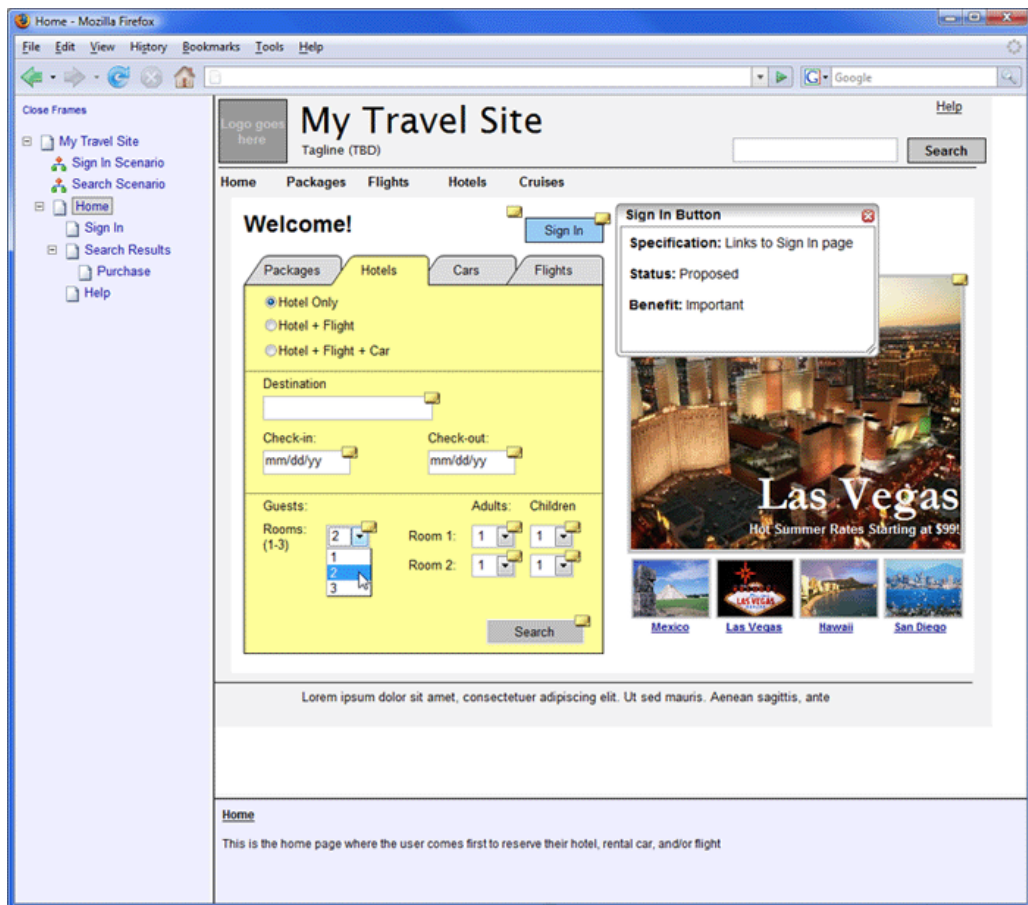 Home - Mozilla Firefox
File Edit View History Bookmarks Tools Help
G Google
Close Frames
My Travel Site
Sign In Scenario
Search Scenario
Home
Sign In
Search Results
Purchase
Help
Logo goes
here
My Travel Site
Tagline (TBD)
Help
Search
Home Packages Flights Hotels Cruises
Welcome!
Sign In
Sign In Button
Specification: Links to Sign In page
Status: Proposed
Benefit: Important
Packages Hotels Cars Flights
Hotel Only
Hotel + Flight
Hotel + Flight + Car
Destination
Check-in: Check-out:
mm/dd/yy mm/dd/yy
Guests: Adults: Children
Rooms: 2 Room 1: 1 1
(1-3)
1
2 Room 2: 1 1
3
Search
Las Vegas
Hot Summer Rates Starting at $99!
LAS VEGAS
Mexico Las Vegas Hawaii San Diego
Lorem ipsum dolor sit amet, consectetuer adipiscing elit. Ut sed mauris. Aenean sagittis, ante
Home
This is the home page where the user comes first to reserve their hotel, rental car, and/or flight